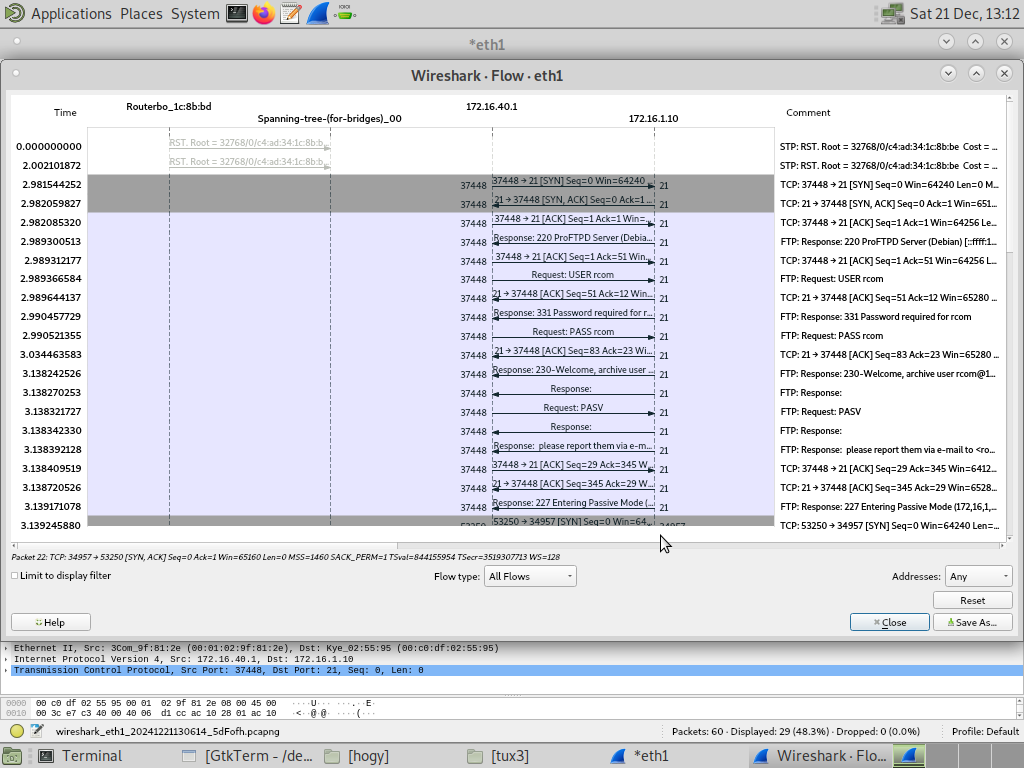 Applications Places System Sat 21 Dec, 13:12
*eth1
Wireshark · Flow · eth1
Time Routerbo_1c:8b:bd 172.16.40.1 Comment
Spanning-tree-(for-bridges)_00 172.16.1.10
0.000000000 RST. Root = 32768/0/c4:ad:34:1c:8b:b... STP: RST. Root = 32768/0/c4:ad:34:1c:8b:be Cost = ...
2.002101872 RST. Root = 32768/0/c4:ad:34:1c:8b:b... STP: RST. Root = 32768/0/c4:ad:34:1c:8b:be Cost = ...
2.981544252 37448 37448 → 21 [SYN] Seq=0 Win=64240 ... 21 TCP: 37448 → 21 [SYN] Seq=0 Win=64240 Len=0 M...
2.982059827 37448 21 → 37448 [SYN, ACK] Seq=0 Ack=1 ... 21 TCP: 21 → 37448 [SYN, ACK] Seq=0 Ack=1 Win=651...
2.982085320 37448 37448 → 21 [ACK] Seq=1 Ack=1 Win=... 21 TCP: 37448 → 21 [ACK] Seq=1 Ack=1 Win=64256 Le...
2.989300513 37448 Response: 220 ProFTPD Server (Debia... 21 FTP: Response: 220 ProFTPD Server (Debian) [::ffff:1...
2.989312177 37448 37448 → 21 [ACK] Seq=1 Ack=51 Win... 21 TCP: 37448 → 21 [ACK] Seq=1 Ack=51 Win=64256 L...
2.989366584 37448 Request: USER rcom 21 FTP: Request: USER rcom
2.989644137 37448 21 → 37448 [ACK] Seq=51 Ack=12 Win... 21 TCP: 21 → 37448 [ACK] Seq=51 Ack=12 Win=65280 ...
2.990457729 37448 Response: 331 Password required for r... 21 FTP: Response: 331 Password required for rcom
2.990521355 37448 Request: PASS rcom 21 FTP: Request: PASS rcom
3.034463583 37448 21 → 37448 [ACK] Seq=83 Ack=23 Wi... 21 TCP: 21 → 37448 [ACK] Seq=83 Ack=23 Win=65280 ...
3.138242526 37448 Response: 230-Welcome, archive user ... 21 FTP: Response: 230-Welcome, archive user rcom@1...
3.138270253 37448 Response: 21 FTP: Response:
3.138321727 37448 Request: PASV 21 FTP: Request: PASV
3.138342330 37448 Response: 21 FTP: Response:
3.138392128 37448 Response: please report them via e-m... 21 FTP: Response: please report them via e-mail to <ro...
3.138409519 37448 37448 → 21 [ACK] Seq=29 Ack=345 W... 21 TCP: 37448 → 21 [ACK] Seq=29 Ack=345 Win=6412...
3.138720526 37448 21 → 37448 [ACK] Seq=345 Ack=29 W... 21 TCP: 21 → 37448 [ACK] Seq=345 Ack=29 Win=6528...
3.139171078 37448 Response: 227 Entering Passive Mode (... 21 FTP: Response: 227 Entering Passive Mode (172,16,1,...
3.139245880 53250 53250 → 34957 [SYN] Seq=0 Win=64... 34957 TCP: 53250 → 34957 [SYN] Seq=0 Win=64240 Len=...
Packet 22: TCP: 34957 → 53250 [SYN, ACK] Seq=0 Ack=1 Win=65160 Len=0 MSS=1460 SACK_PERM=1 TSval=844155954 TSecr=3519307713 WS=128
Limit to display filter Flow type: All Flows Addresses: Any
Reset
Help Close Save As...
Ethernet II, Src: 3Com_9f:81:2e (00:01:02:9f:81:2e), Dst: Kye_02:55:95 (00:c0:df:02:55:95)
Internet Protocol Version 4, Src: 172.16.40.1, Dst: 172.16.1.10
Transmission Control Protocol, Src Port: 37448, Dst Port: 21, Seq: 0, Len: 0
0000 00 c0 df 02 55 95 00 01 02 9f 81 2e 08 00 45 00 ····U··· ···.··E·
0010 00 3c e7 c3 40 00 40 06 d1 cc ac 10 28 01 ac 10 ·<··@·@· ····(···
wireshark_eth1_20241221130614_5dFofh.pcapng Packets: 60 · Displayed: 29 (48.3%) · Dropped: 0 (0.0%) Profile: Default
Terminal [GtkTerm - /de... [hogy] [tux3] *eth1 Wireshark · Flo...